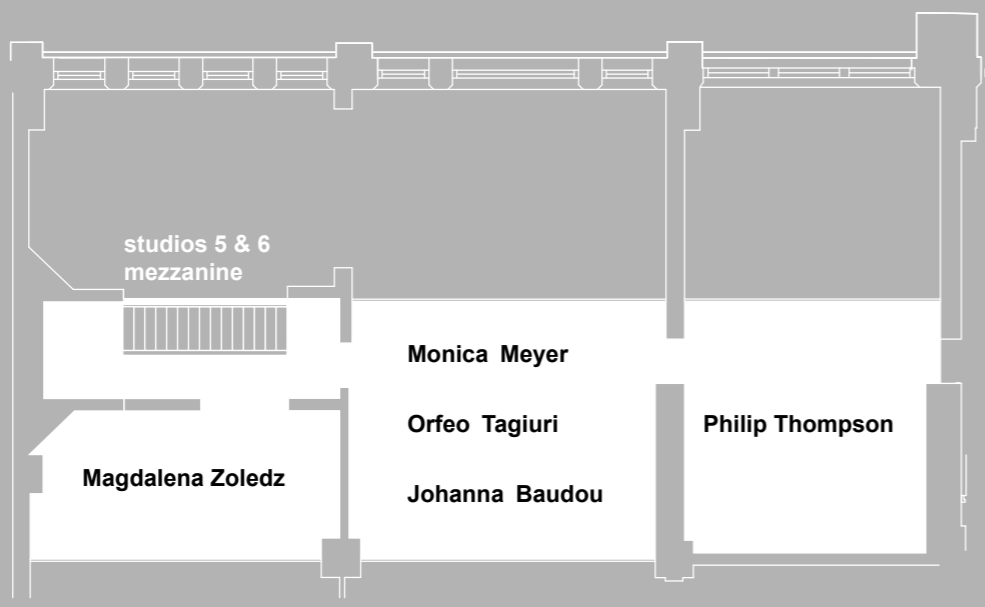 studios 5 & 6
mezzanine
Monica Meyer
Orfeo Tagiuri
Philip Thompson
Magdalena Zoledz
Johanna Baudou